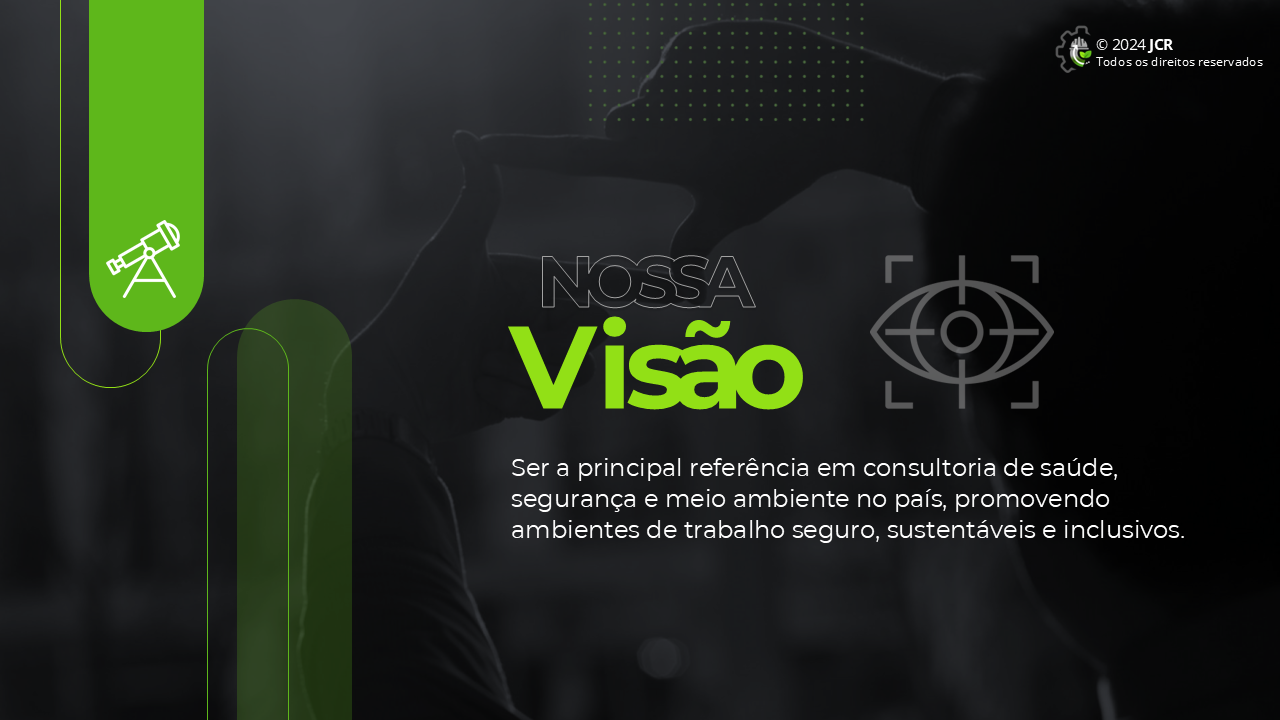 © 2024 JCR
Todos os direitos reservados
NOSSA
Visão
Ser a principal referência em consultoria de saúde,
segurança e meio ambiente no país, promovendo
ambientes de trabalho seguro, sustentáveis e inclusivos.